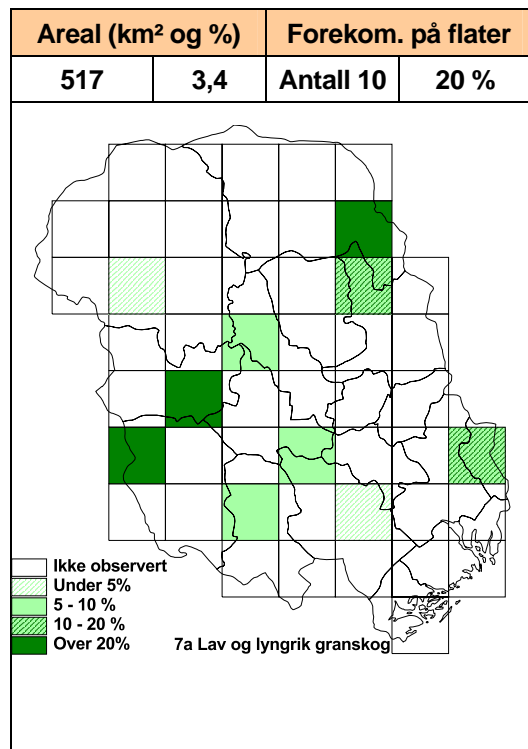 Areal (km² og %) Forekom. på flater
517 3,4 Antall 10 20 %
Ikke observert
Under 5%
5 - 10 %
10 - 20 %
Over 20%
7a Lav og lyngrik granskog